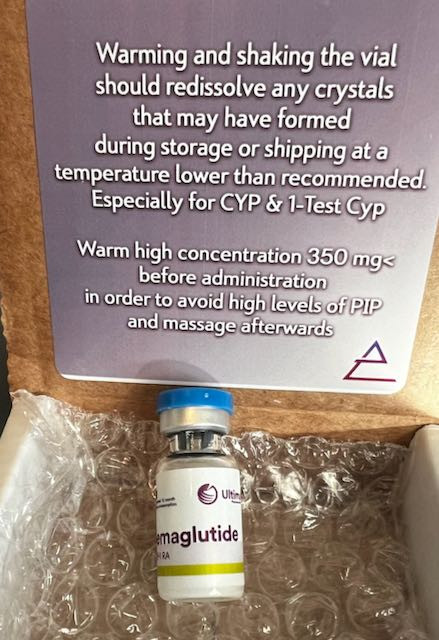 Warming and shaking the vial
should redissolve any crystals
that may have formed
during storage or shipping at a
temperature lower than recommended.
Especially for CYP & 1-Test Cyp
Warm high concentration 350 mg<
before administration
in order to avoid high levels of PIP
and massage afterwards
Ultim
emaglutide
RA